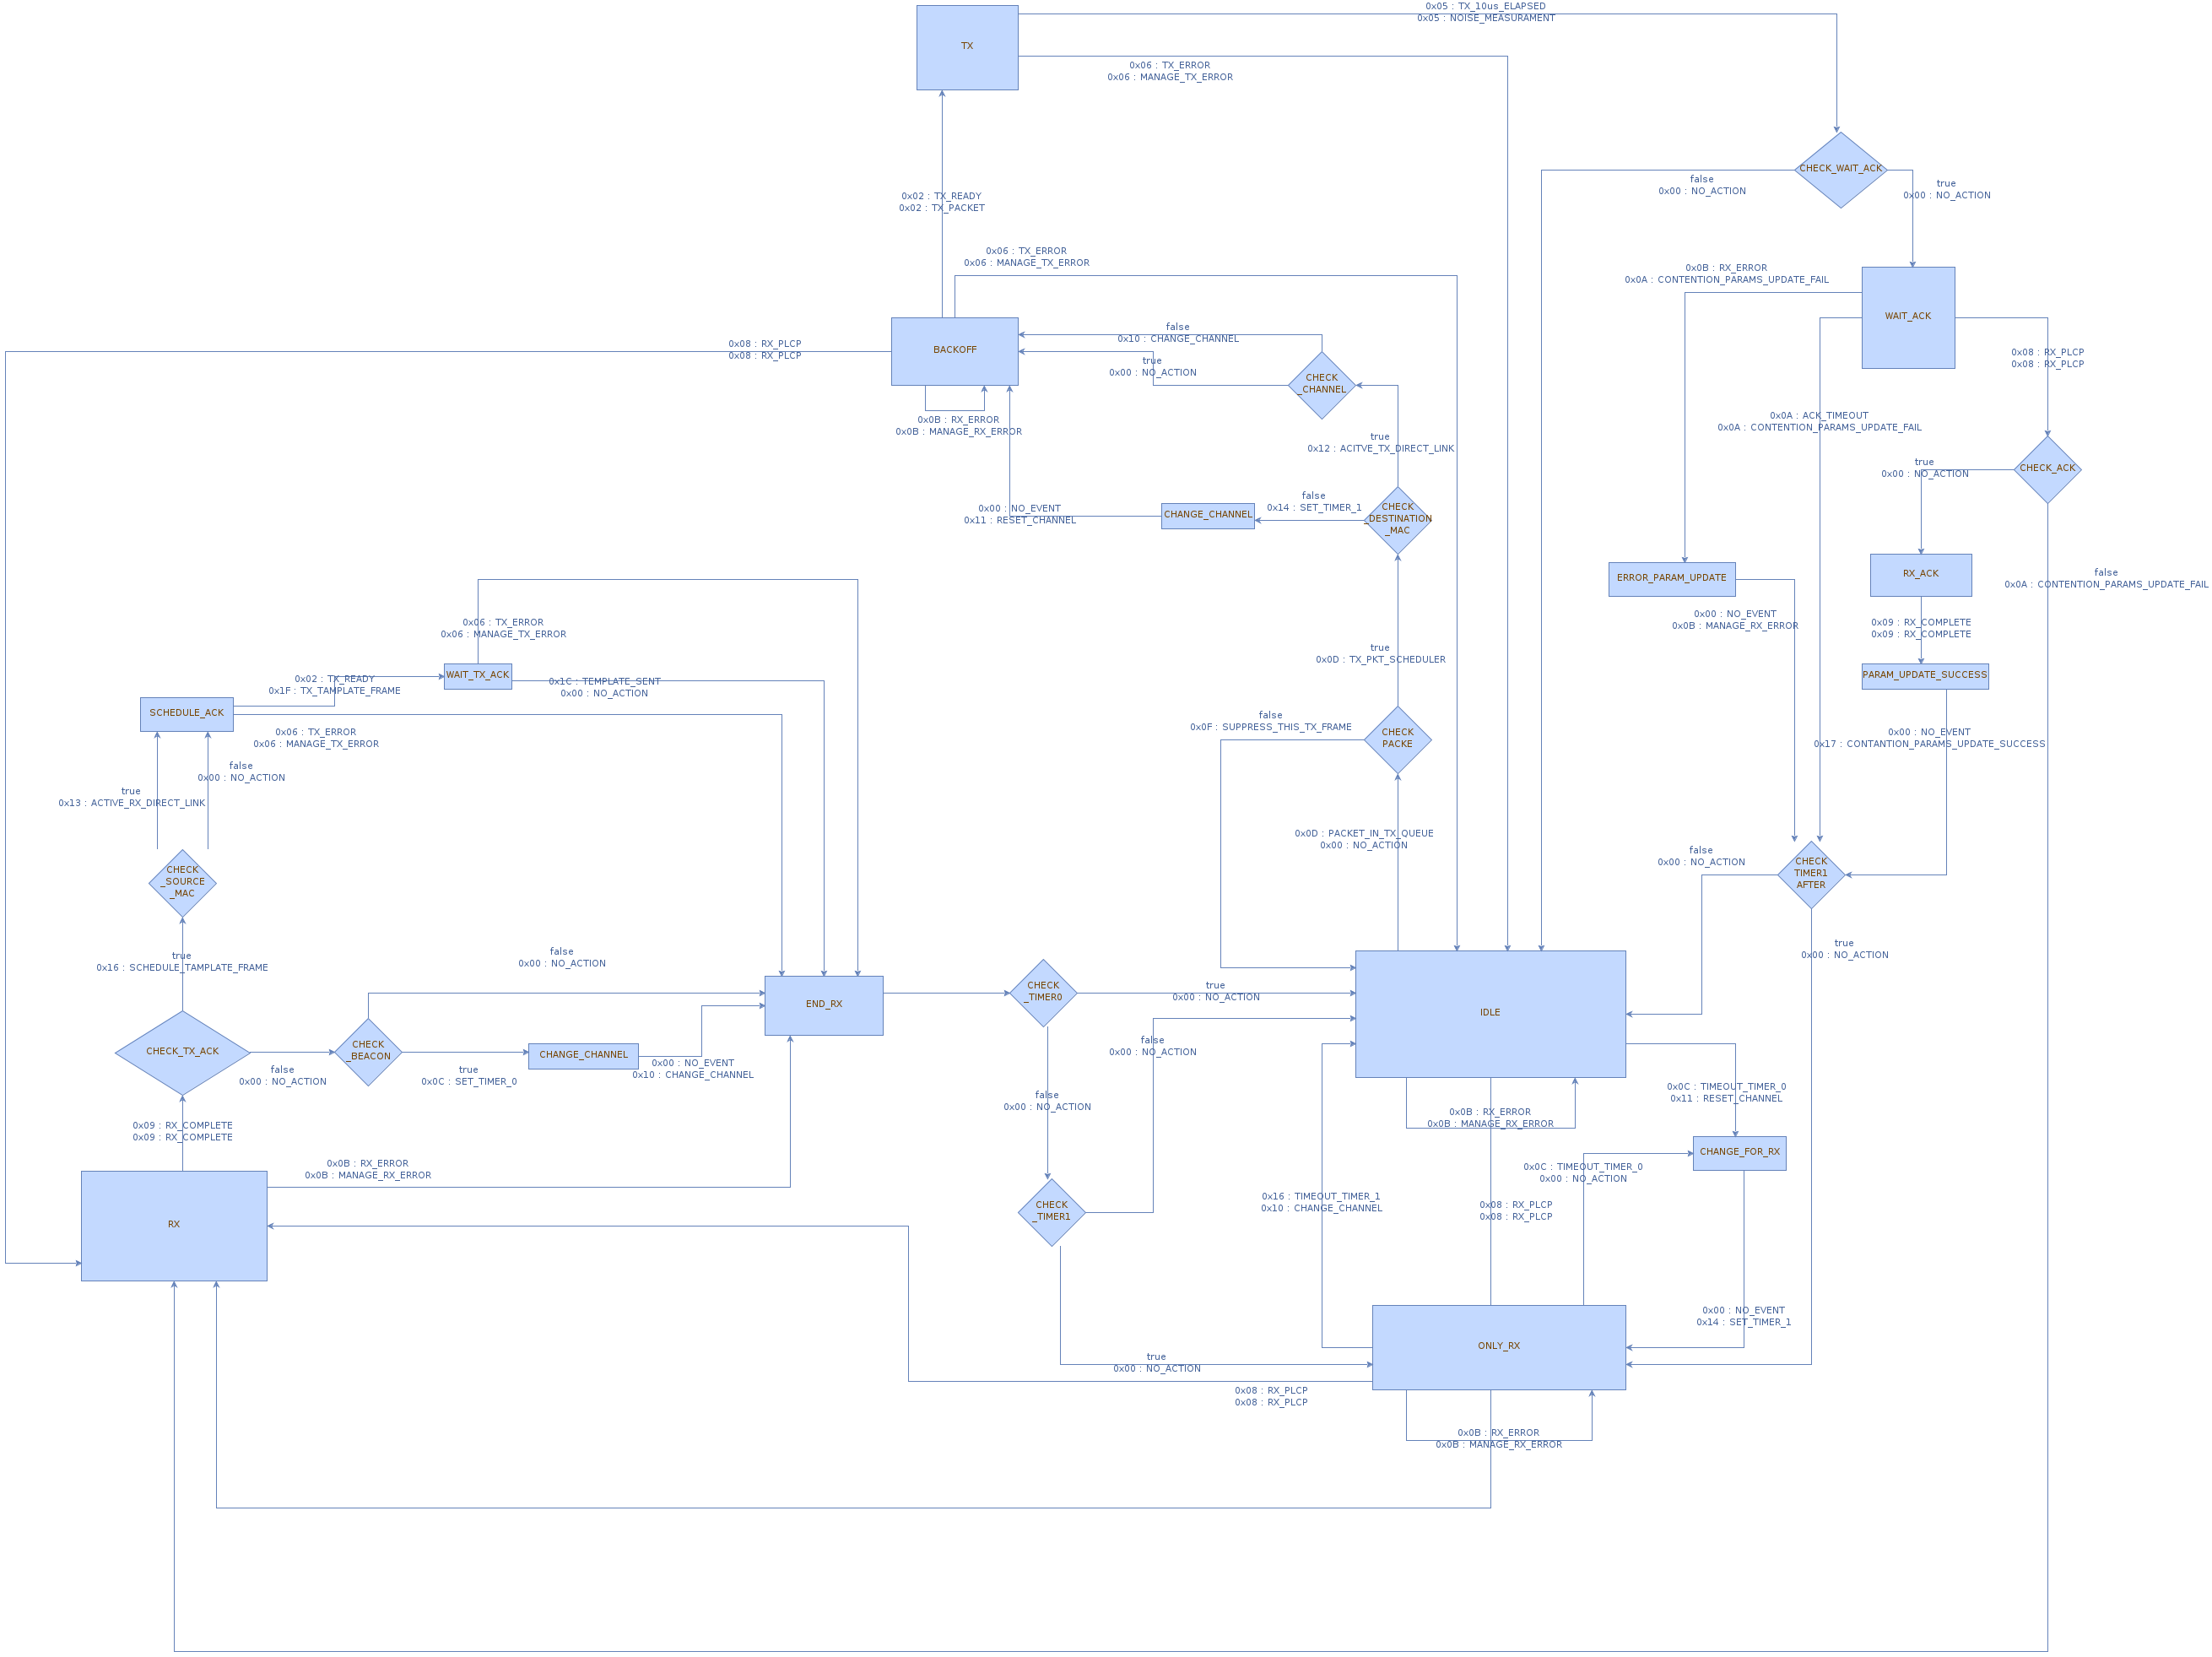 0x05 : TX_10us_ELAPSED
0x05 : NOISE_MEASURAMENT
TX
0x06 : TX_ERROR
0x06 : MANAGE_TX_ERROR
CHECK_WAIT_ACK
false
0x00 : NO_ACTION
true
0x00 : NO_ACTION
0x02 : TX_READY
0x02 : TX_PACKET
0x06 : TX_ERROR
0x06 : MANAGE_TX_ERROR
0x0B : RX_ERROR
0x0A : CONTENTION_PARAMS_UPDATE_FAIL
WAIT_ACK
false
0x10 : CHANGE_CHANNEL
0x08 : RX_PLCP
0x08 : RX_PLCP
BACKOFF
0x08 : RX_PLCP
0x08 : RX_PLCP
true
0x00 : NO_ACTION
CHECK
_CHANNEL
0x0B : RX_ERROR
0x0B : MANAGE_RX_ERROR
0x0A : ACK_TIMEOUT
0x0A : CONTENTION_PARAMS_UPDATE_FAIL
true
0x12 : ACITVE_TX_DIRECT_LINK
true
0x00 : NO_ACTION
CHECK_ACK
false
0x14 : SET_TIMER_1
0x00 : NO_EVENT
0x11 : RESET_CHANNEL
CHANGE_CHANNEL
CHECK
_DESTINATION
_MAC
ERROR_PARAM_UPDATE
RX_ACK
false
0x0A : CONTENTION_PARAMS_UPDATE_FAIL
0x00 : NO_EVENT
0x0B : MANAGE_RX_ERROR
0x09 : RX_COMPLETE
0x09 : RX_COMPLETE
0x06 : TX_ERROR
0x06 : MANAGE_TX_ERROR
true
0x0D : TX_PKT_SCHEDULER
WAIT_TX_ACK
PARAM_UPDATE_SUCCESS
0x02 : TX_READY
0x1F : TX_TAMPLATE_FRAME
0x1C : TEMPLATE_SENT
0x00 : NO_ACTION
SCHEDULE_ACK
false
0x0F : SUPPRESS_THIS_TX_FRAME
CHECK
PACKE
0x06 : TX_ERROR
0x06 : MANAGE_TX_ERROR
0x00 : NO_EVENT
0x17 : CONTANTION_PARAMS_UPDATE_SUCCESS
false
0x00 : NO_ACTION
true
0x13 : ACTIVE_RX_DIRECT_LINK
0x0D : PACKET_IN_TX_QUEUE
0x00 : NO_ACTION
false
0x00 : NO_ACTION
CHECK
TIMER1
AFTER
CHECK
_SOURCE
_MAC
true
0x00 : NO_ACTION
true
0x16 : SCHEDULE_TAMPLATE_FRAME
false
0x00 : NO_ACTION
CHECK
_TIMER0
true
0x00 : NO_ACTION
END_RX
IDLE
CHECK_TX_ACK
CHECK
_BEACON
CHANGE_CHANNEL
false
0x00 : NO_ACTION
false
0x00 : NO_ACTION
true
0x0C : SET_TIMER_0
0x00 : NO_EVENT
0x10 : CHANGE_CHANNEL
0x0C : TIMEOUT_TIMER_0
0x11 : RESET_CHANNEL
false
0x00 : NO_ACTION
0x0B : RX_ERROR
0x0B : MANAGE_RX_ERROR
0x09 : RX_COMPLETE
0x09 : RX_COMPLETE
CHANGE_FOR_RX
0x0B : RX_ERROR
0x0B : MANAGE_RX_ERROR
0x0C : TIMEOUT_TIMER_0
0x00 : NO_ACTION
RX
CHECK
_TIMER1
0x16 : TIMEOUT_TIMER_1
0x10 : CHANGE_CHANNEL
0x08 : RX_PLCP
0x08 : RX_PLCP
0x00 : NO_EVENT
0x14 : SET_TIMER_1
ONLY_RX
true
0x00 : NO_ACTION
0x08 : RX_PLCP
0x08 : RX_PLCP
0x0B : RX_ERROR
0x0B : MANAGE_RX_ERROR